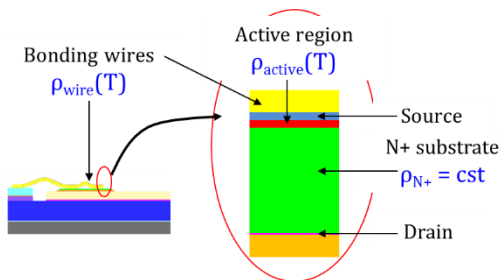 Bonding wires
ρwire(T)
Active region
ρactive(T)
Source
N+ substrate
ρN+ = cst
Drain